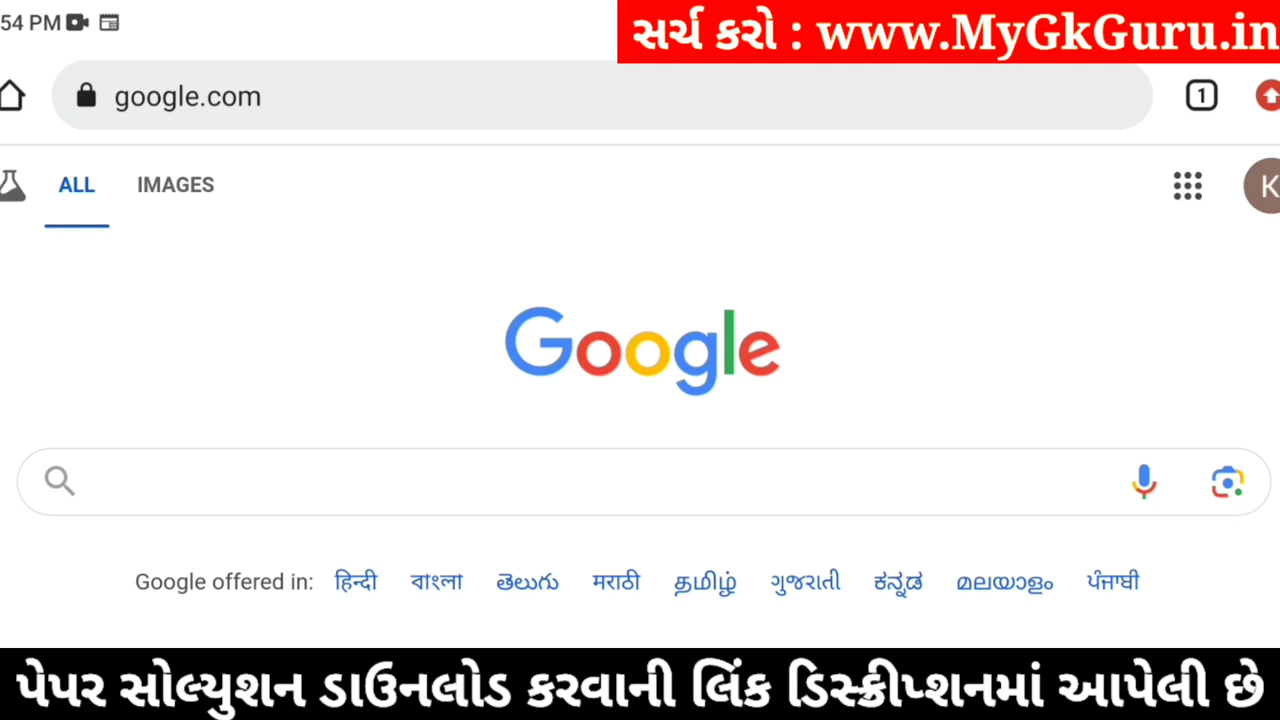 54 PM
સર્ચ કરો : www.MyGkGuru.in
google.com
1
ALL IMAGES
K
Google
Google offered in: हिन्दी বাংলা తెలుగు मराठी தமிழ் ગુજરાતી ಕನ್ನಡ മലയാളം ਪੰਜਾਬੀ
પેપર સોલ્યુશન ડાઉનલોડ કરવાની લિંક ડિસ્ક્રીપ્શનમાં આપેલી છે